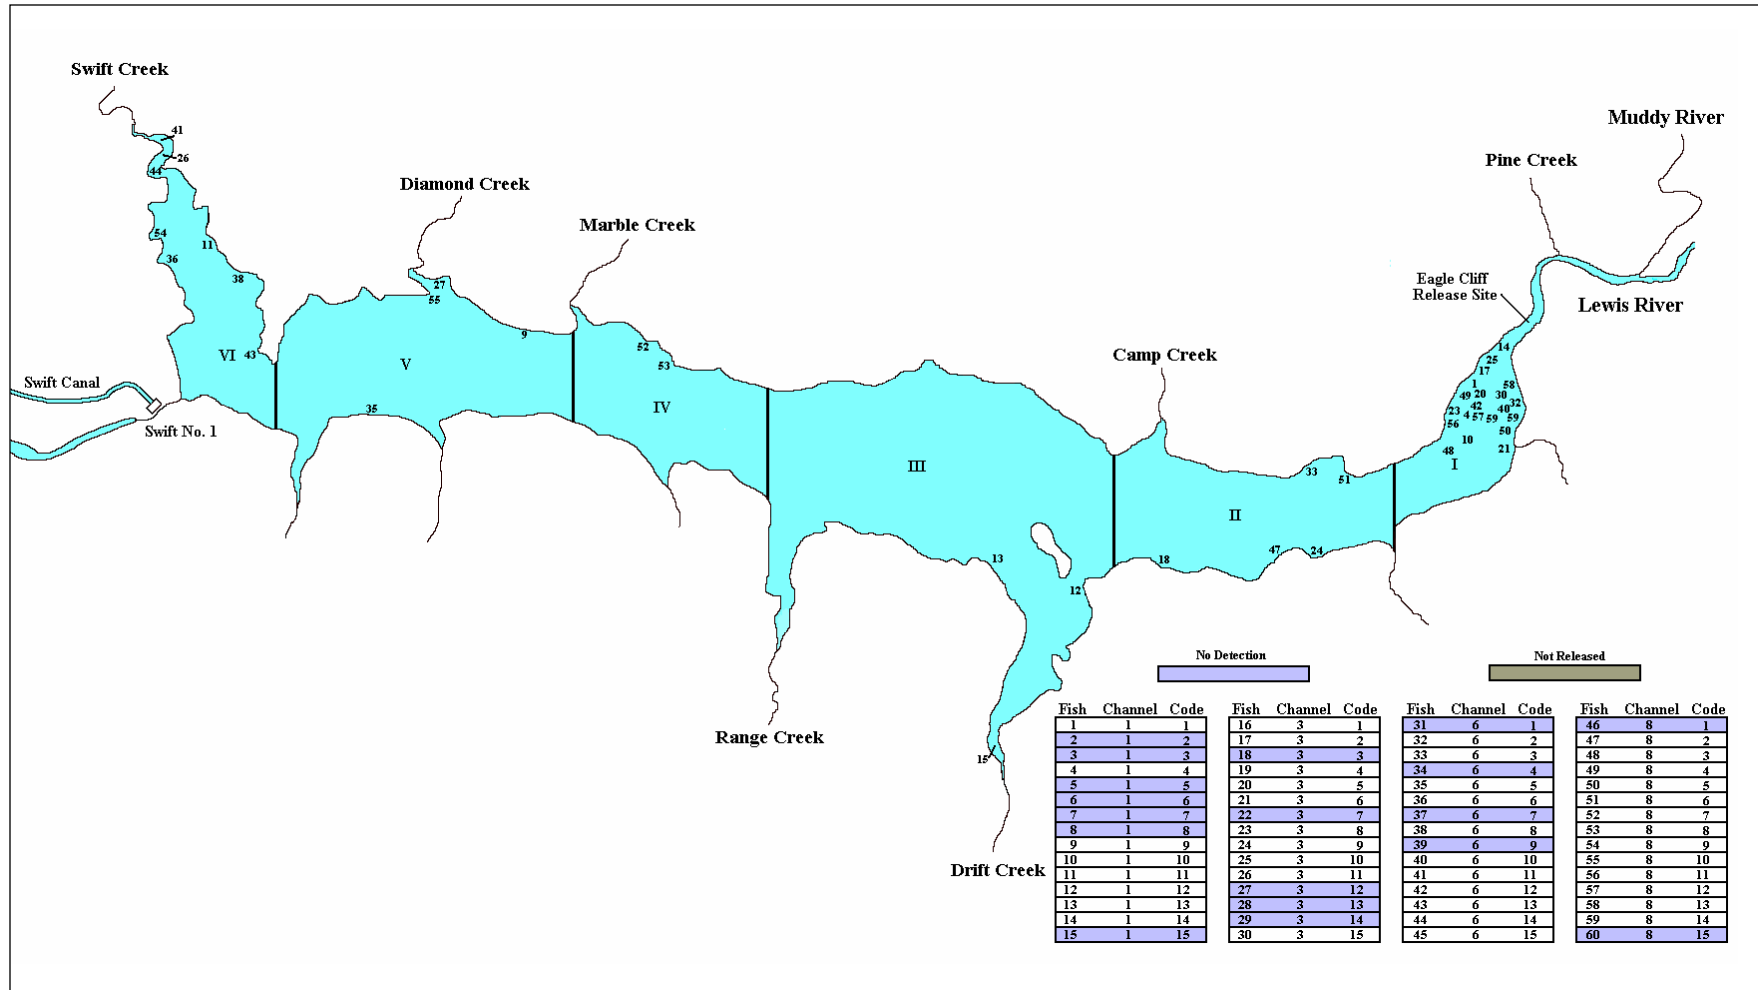 Swift Creek
Muddy River
Pine Creek
Diamond Creek
Marble Creek
Eagle Cliff
Release Site
Lewis River
Camp Creek
Swift Canal
Swift No. 1
Range Creek
Drift Creek
41
26
44
54
11
36
38
43
VI
27
55
9
V
35
52
53
IV
III
13
12
15
33
51
II
18
47
24
14
25
17
1
58
49
20
30
32
42
40
23
4
57
59
59
56
50
10
48
21
I
No Detection
Not Released
Fish Channel Code
1 1 1
2 1 2
3 1 3
4 1 4
5 1 5
6 1 6
7 1 7
8 1 8
9 1 9
10 1 10
11 1 11
12 1 12
13 1 13
14 1 14
15 1 15
Fish Channel Code
16 3 1
17 3 2
18 3 3
19 3 4
20 3 5
21 3 6
22 3 7
23 3 8
24 3 9
25 3 10
26 3 11
27 3 12
28 3 13
29 3 14
30 3 15
Fish Channel Code
31 6 1
32 6 2
33 6 3
34 6 4
35 6 5
36 6 6
37 6 7
38 6 8
39 6 9
40 6 10
41 6 11
42 6 12
43 6 13
44 6 14
45 6 15
Fish Channel Code
46 8 1
47 8 2
48 8 3
49 8 4
50 8 5
51 8 6
52 8 7
53 8 8
54 8 9
55 8 10
56 8 11
57 8 12
58 8 13
59 8 14
60 8 15